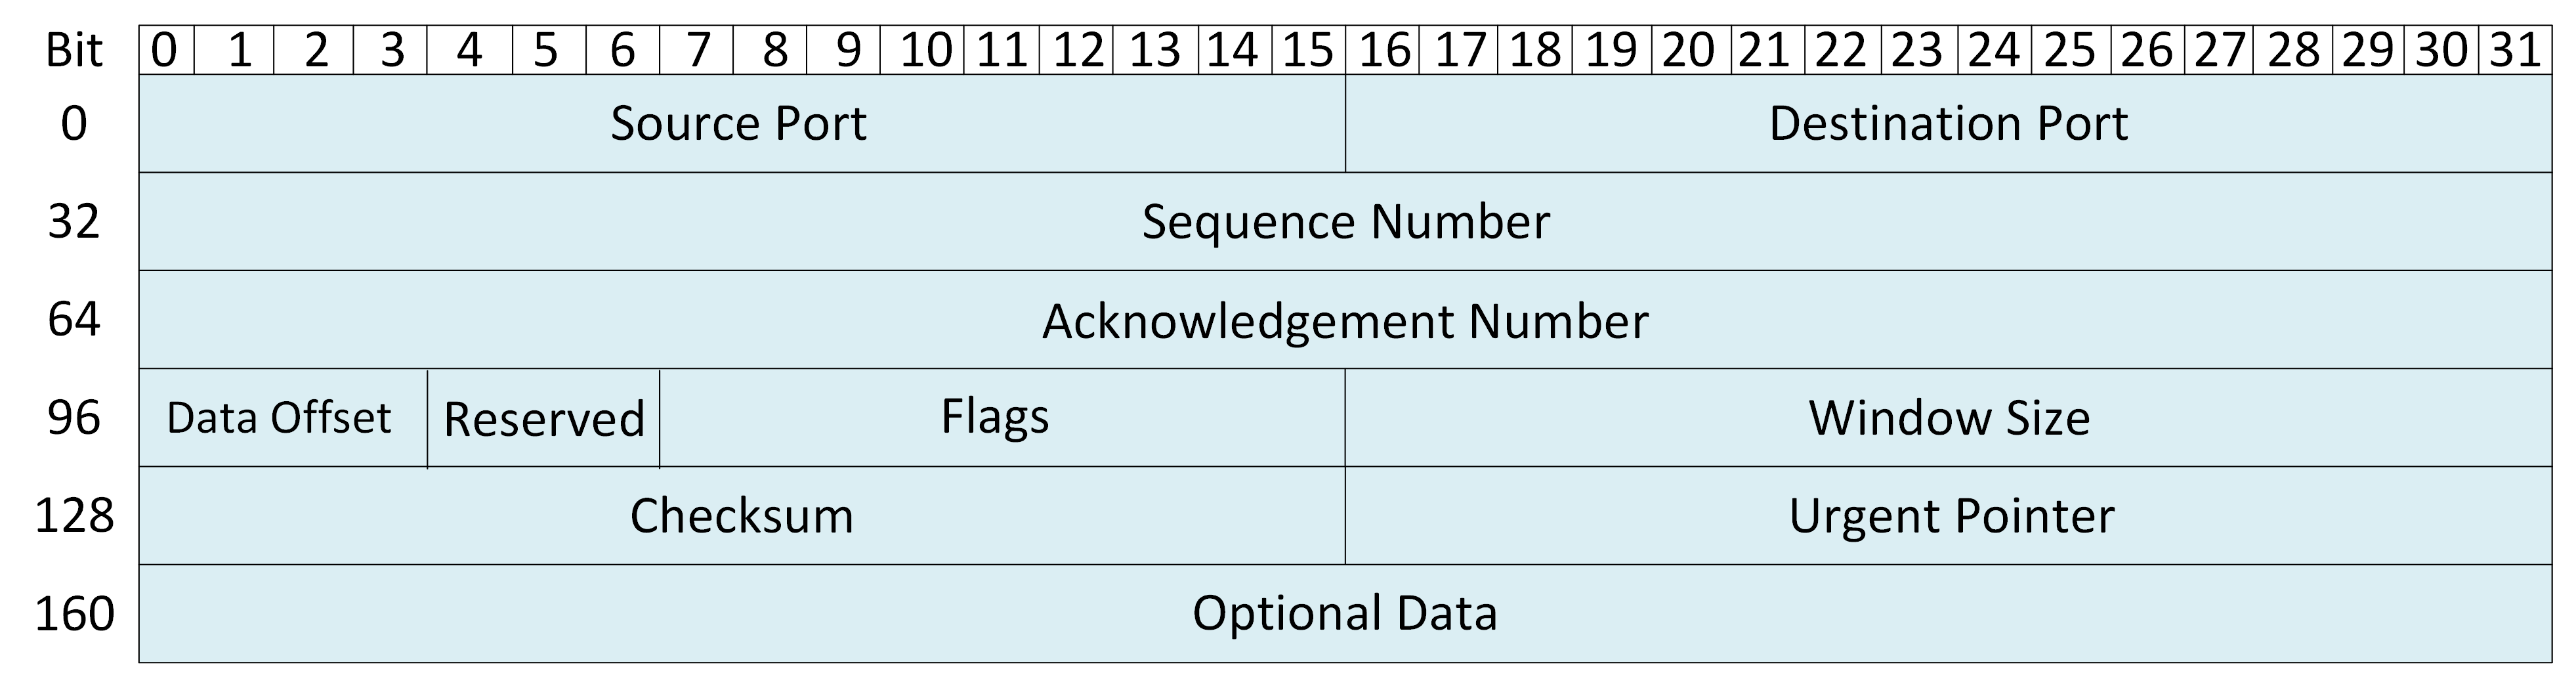 Bit 0 1 2 3 4 5 6 7 8 9 10 11 12 13 14 15 16 17 18 19 20 21 22 23 24 25 26 27 28 29 30 31
0 Source Port Destination Port
32 Sequence Number
64 Acknowledgement Number
96 Data Offset Reserved Flags Window Size
128 Checksum Urgent Pointer
160 Optional Data